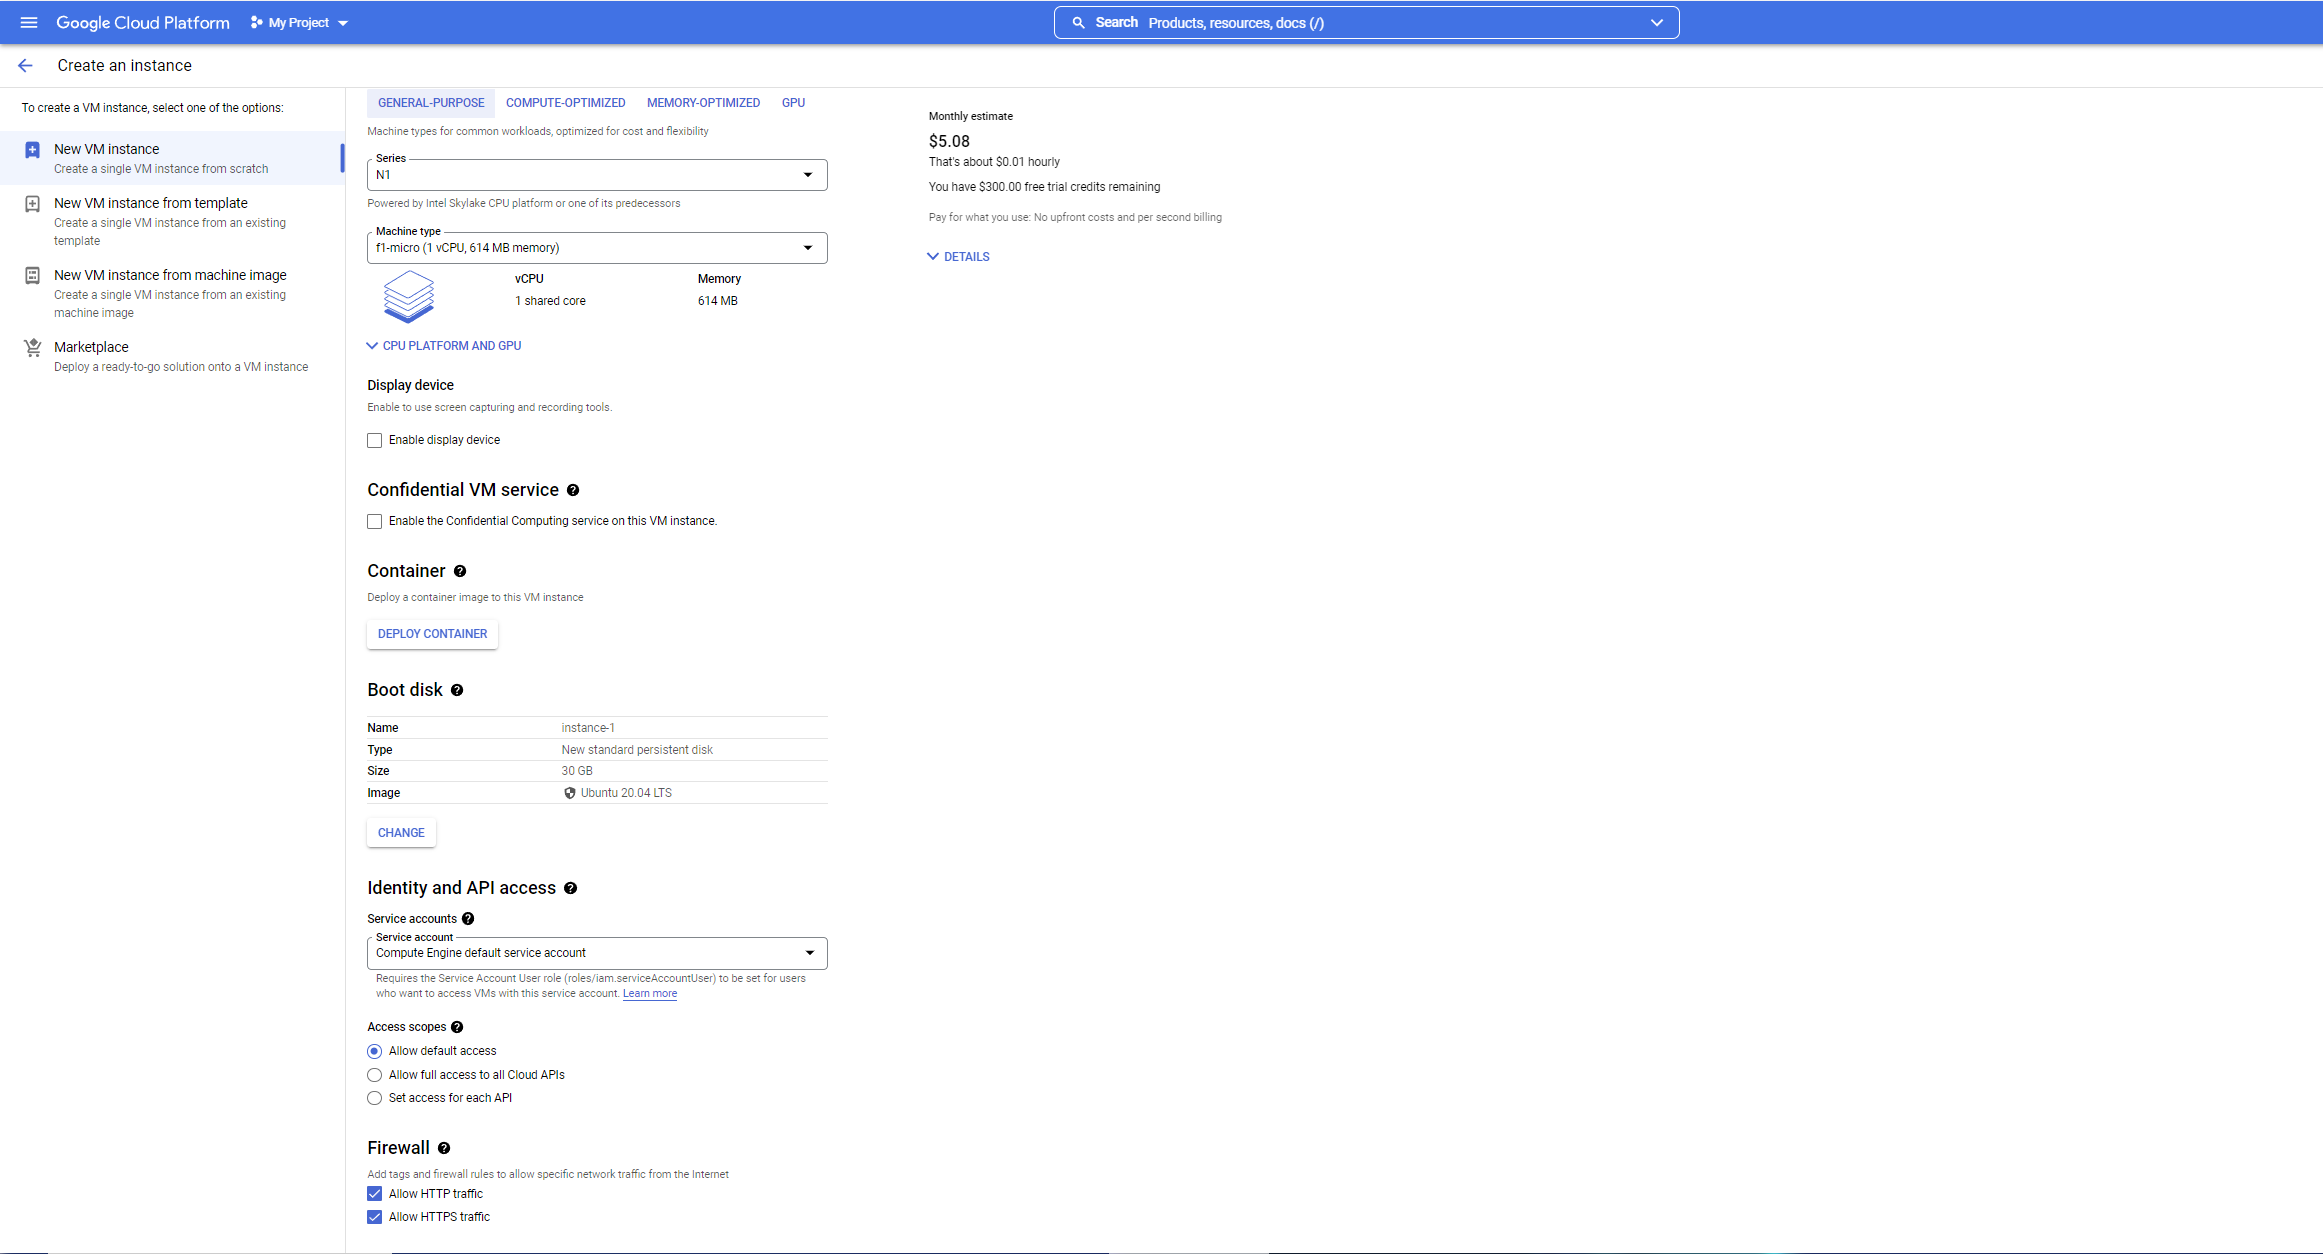 Google Cloud Platform
My Project
Search Products, resources, docs (/)
Create an instance
To create a VM instance, select one of the options:
New VM instance
Create a single VM instance from scratch
New VM instance from template
Create a single VM instance from an existing
template
New VM instance from machine image
Create a single VM instance from an existing
machine image
Marketplace
Deploy a ready-to-go solution onto a VM instance
GENERAL-PURPOSE COMPUTE-OPTIMIZED MEMORY-OPTIMIZED GPU
Machine types for common workloads, optimized for cost and flexibility
Series
N1
Powered by Intel Skylake CPU platform or one of its predecessors
Machine type
f1-micro (1 vCPU, 614 MB memory)
vCPU Memory
1 shared core 614 MB
CPU PLATFORM AND GPU
Display device
Enable to use screen capturing and recording tools.
Enable display device
Confidential VM service
Enable the Confidential Computing service on this VM instance.
Container
Deploy a container image to this VM instance
DEPLOY CONTAINER
Boot disk
Name instance-1
Type New standard persistent disk
Size 30 GB
Image Ubuntu 20.04 LTS
CHANGE
Identity and API access
Service accounts
Service account
Compute Engine default service account
Requires the Service Account User role (roles/iam.serviceAccountUser) to be set for users
who want to access VMs with this service account. Learn more
Access scopes
Allow default access
Allow full access to all Cloud APIs
Set access for each API
Firewall
Add tags and firewall rules to allow specific network traffic from the Internet
Allow HTTP traffic
Allow HTTPS traffic
Monthly estimate
$5.08
That's about $0.01 hourly
You have $300.00 free trial credits remaining
Pay for what you use: No upfront costs and per second billing
DETAILS